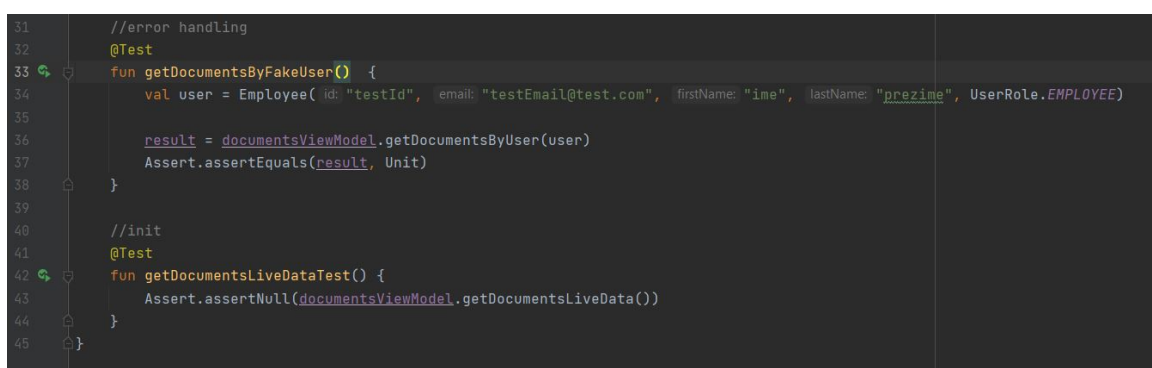 31 //error handling
32 @Test
33 fun getDocumentsByFakeUser() {
34 val user = Employee( id: "testId", email: "testEmail@test.com", firstName: "ime", lastName: "prezime", UserRole.EMPLOYEE)
35
36 result = documentsViewModel.getDocumentsByUser(user)
37 Assert.assertEquals(result, Unit)
38 }
39
40 //init
41 @Test
42 fun getDocumentsLiveDataTest() {
43 Assert.assertNull(documentsViewModel.getDocumentsLiveData())
44 }
45 }